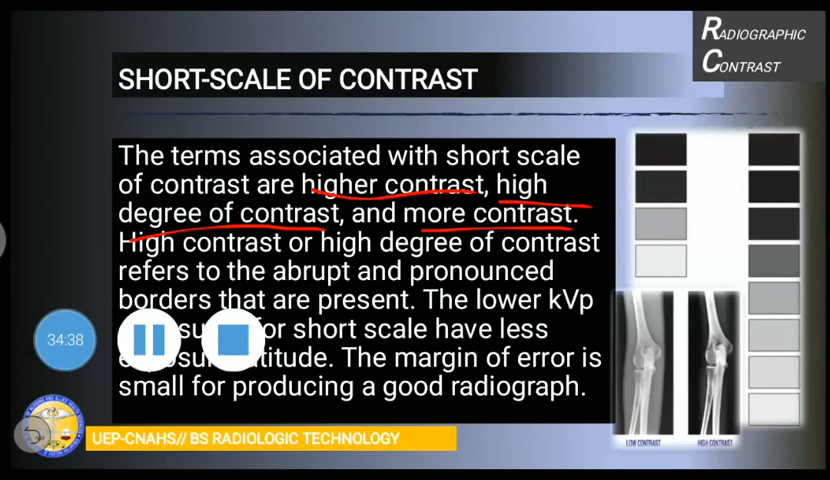 RADIOGRAPHIC
CONTRAST
SHORT-SCALE OF CONTRAST
The terms associated with short scale
of contrast are higher contrast, high
degree of contrast, and more contrast.
High contrast or high degree of contrast
refers to the abrupt and pronounced
borders that are present. The lower kVp
for short scale have less
The margin of error is
small for producing a good radiograph.
34:38
LOW CONTRAST
HIGH CONTRAST
UEP-CNAHS// BS RADIOLOGIC TECHNOLOGY